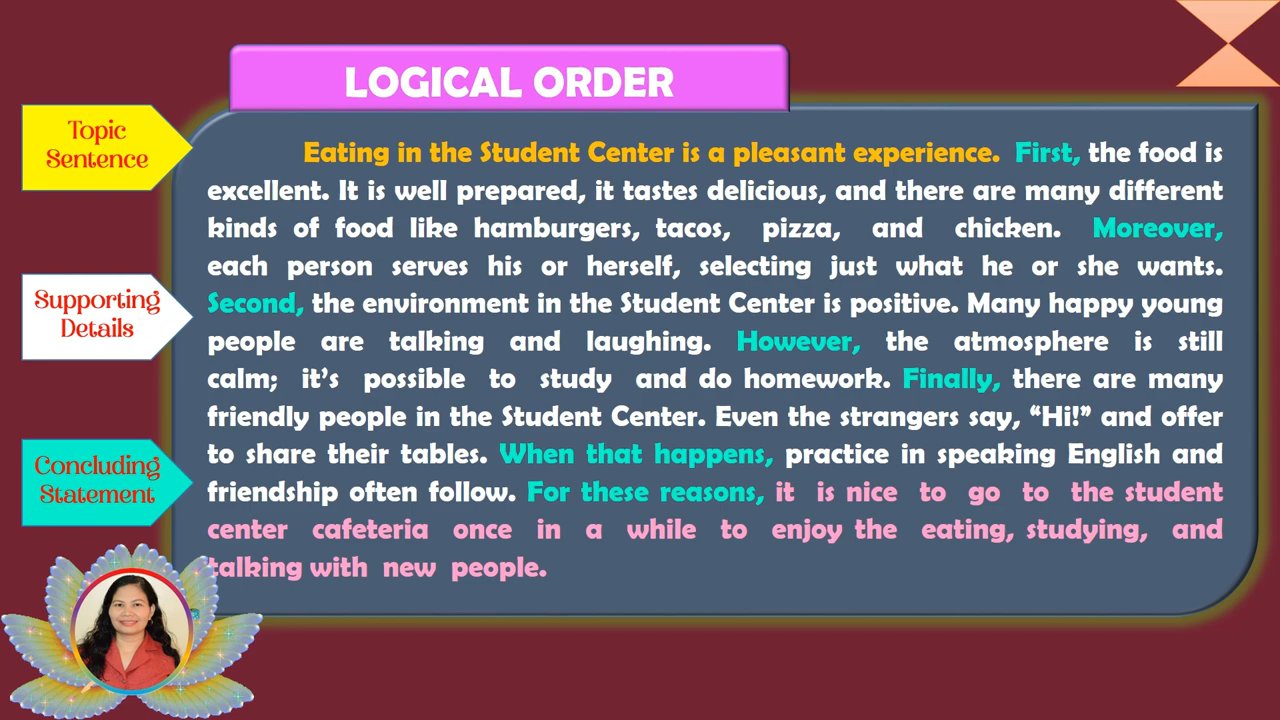 LOGICAL ORDER
Topic
Sentence
Eating in the Student Center is a pleasant experience. First, the food is
excellent. It is well prepared, it tastes delicious, and there are many different
kinds of food like hamburgers, tacos, pizza, and chicken. Moreover,
each person serves his or herself, selecting just what he or she wants.
Supporting
Details
Second, the environment in the Student Center is positive. Many happy young
people are talking and laughing. However, the atmosphere is still
calm; it’s possible to study and do homework. Finally, there are many
friendly people in the Student Center. Even the strangers say, “Hi!” and offer
Concluding
Statement
to share their tables. When that happens, practice in speaking English and
friendship often follow. For these reasons, it is nice to go to the student
center cafeteria once in a while to enjoy the eating, studying, and
talking with new people.